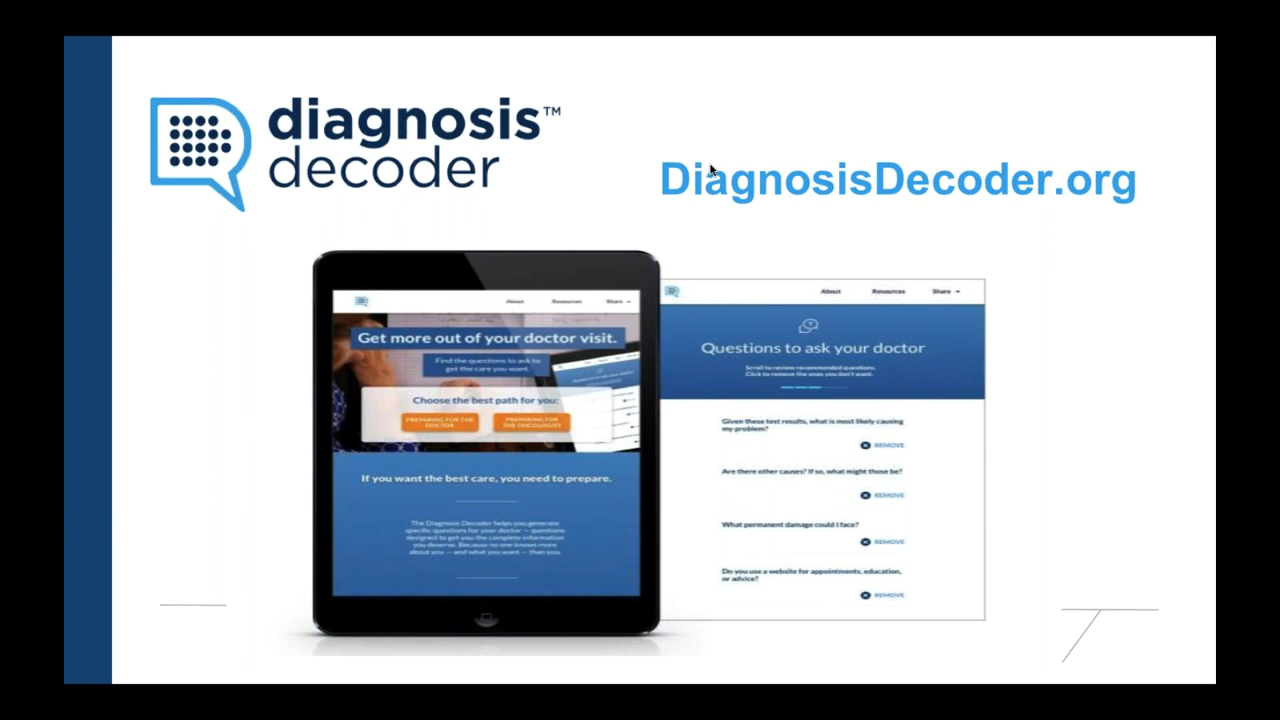 diagnosis™
decoder
DiagnosisDecoder.org
About Resources Share
Get more out of your doctor visit.
Find the questions to ask to
get the care you want.
Choose the best path for you:
PREPARING FOR THE
DOCTOR
PREPARING FOR
THE ONCOLOGIST
If you want the best care, you need to prepare.
The Diagnosis Decoder helps you generate
specific questions for your doctor — questions
designed to get you the complete information
you deserve. Because no one knows more
about you — and what you want — than you.
About Resources Share
Questions to ask your doctor
Scroll to review recommended questions.
Click to remove the ones you don't want.
Given these test results, what is most likely causing
my problem?
REMOVE
Are there other causes? If so, what might those be?
REMOVE
What permanent damage could I face?
REMOVE
Do you use a website for appointments, education,
or advice?
REMOVE